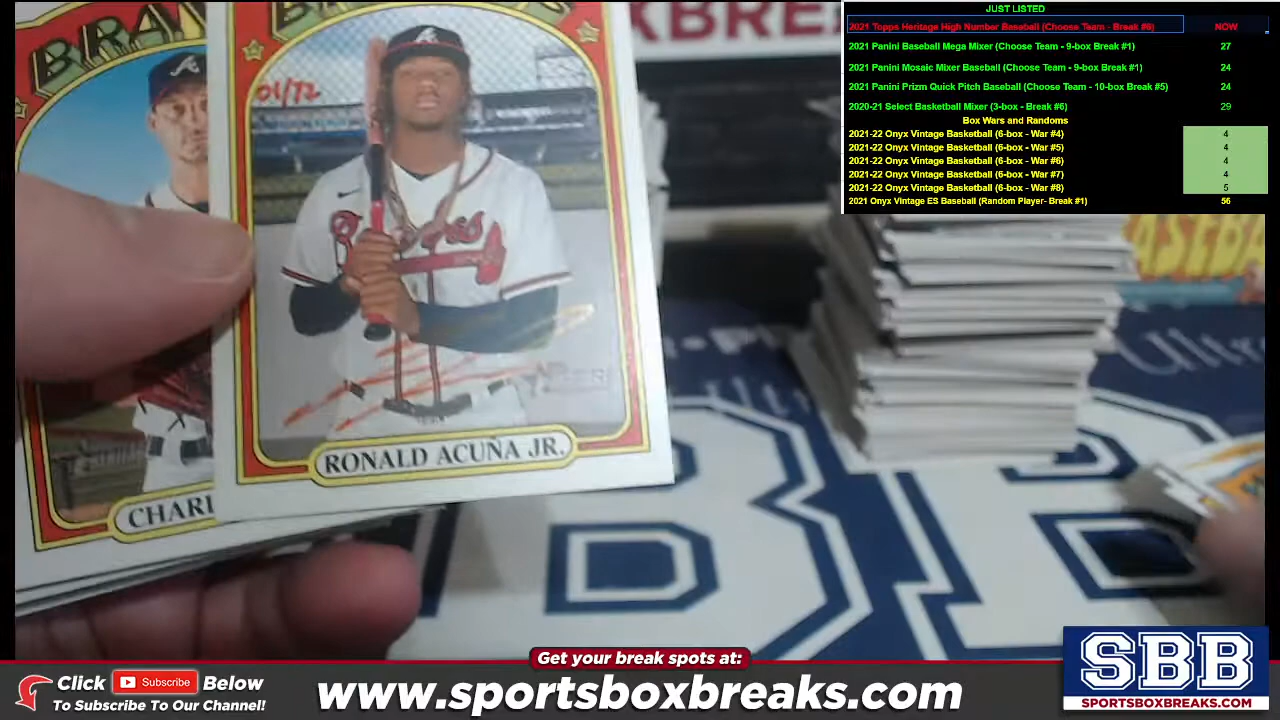 JUST LISTED
2021 Topps Heritage High Number Baseball (Choose Team - Break #6) NOW
2021 Panini Baseball Mega Mixer (Choose Team - 9-box Break #1) 27
2021 Panini Mosaic Mixer Baseball (Choose Team - 9-box Break #1) 24
2021 Panini Prizm Quick Pitch Baseball (Choose Team - 10-box Break #5) 24
2020-21 Select Basketball Mixer (3-box - Break #6) 29
Box Wars and Randoms
2021-22 Onyx Vintage Basketball (6-box - War #4) 4
2021-22 Onyx Vintage Basketball (6-box - War #5) 4
2021-22 Onyx Vintage Basketball (6-box - War #6) 4
2021-22 Onyx Vintage Basketball (6-box - War #7) 4
2021-22 Onyx Vintage Basketball (6-box - War #8) 5
2021 Onyx Vintage ES Baseball (Random Player- Break #1) 56
XBREAKS
BRA
01/72
RONALD ACUÑA JR.
CHARL
ASEBA
Ultr
B B
Get your break spots at:
Click Subscribe Below
To Subscribe To Our Channel!
www.sportsboxbreaks.com
SBB
SPORTSBOXBREAKS.COM